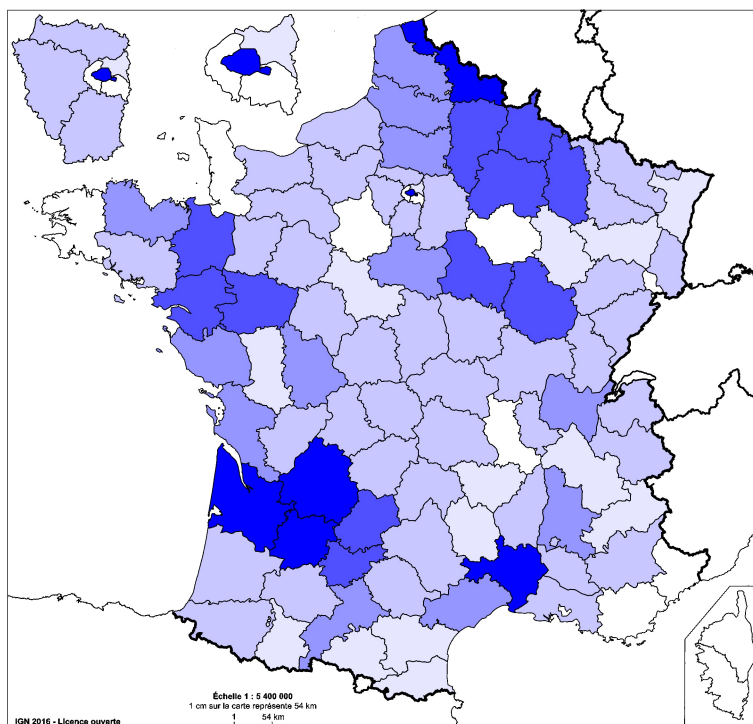 Échelle 1 : 5 400 000
1 cm sur la carte représente 54 km
1 54 km
IGN 2016 - Licence ouverte